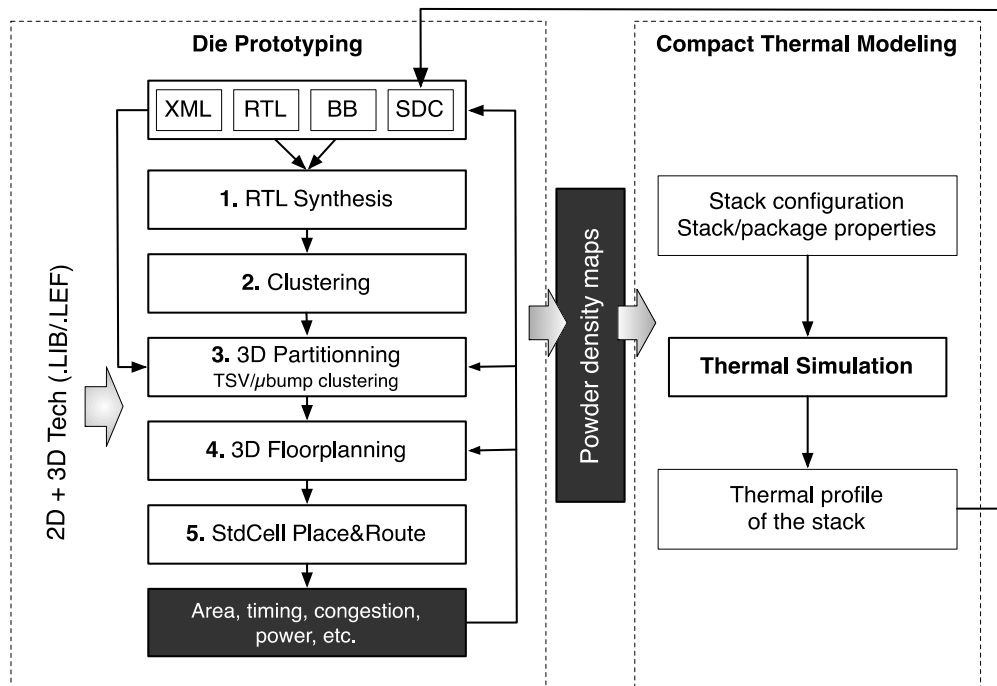 Die Prototyping
XML
RTL
BB
SDC
1. RTL Synthesis
2. Clustering
3. 3D Partitionning
TSV/µbump clustering
4. 3D Floorplanning
5. StdCell Place&Route
Area, timing, congestion,
power, etc.
2D + 3D Tech (.LIB/.LEF)
Powder density maps
Compact Thermal Modeling
Stack configuration
Stack/package properties
Thermal Simulation
Thermal profile
of the stack